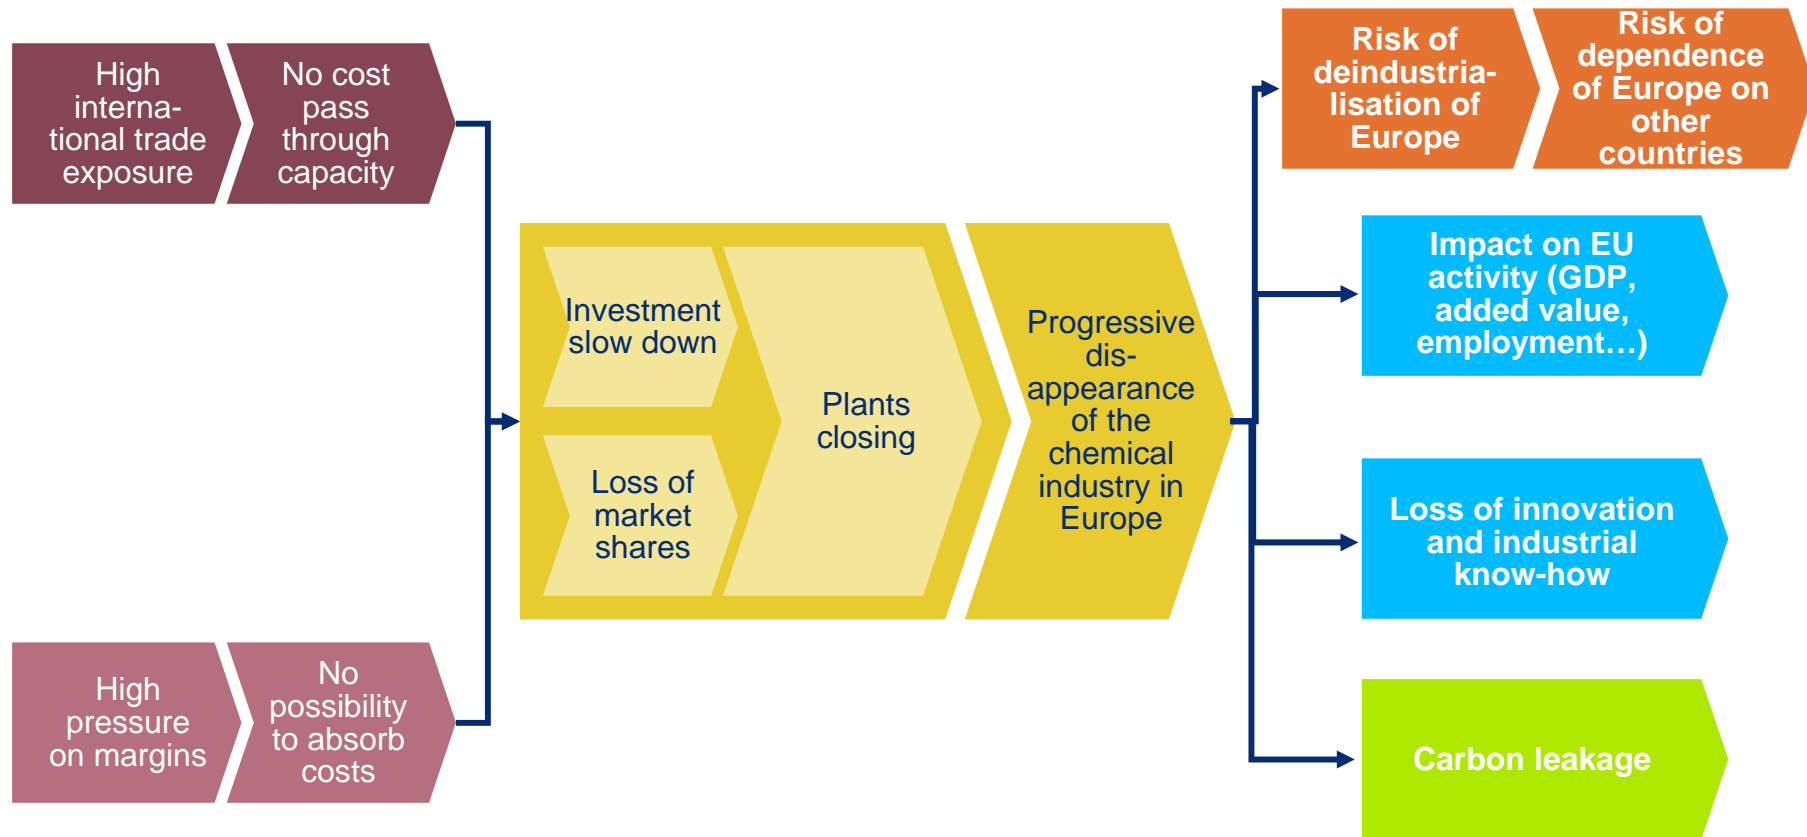 High
interna-
tional trade
exposure
No cost
pass
through
capacity
High
pressure
on margins
No
possibility
to absorb
costs
Investment
slow down
Loss of
market
shares
Plants
closing
Progressive
dis-
appearance
of the
chemical
industry in
Europe
Risk of
deindustria-
lisation of
Europe
Risk of
dependence
of Europe on
other
countries
Impact on EU
activity (GDP,
added value,
employment…)
Loss of innovation
and industrial
know-how
Carbon leakage